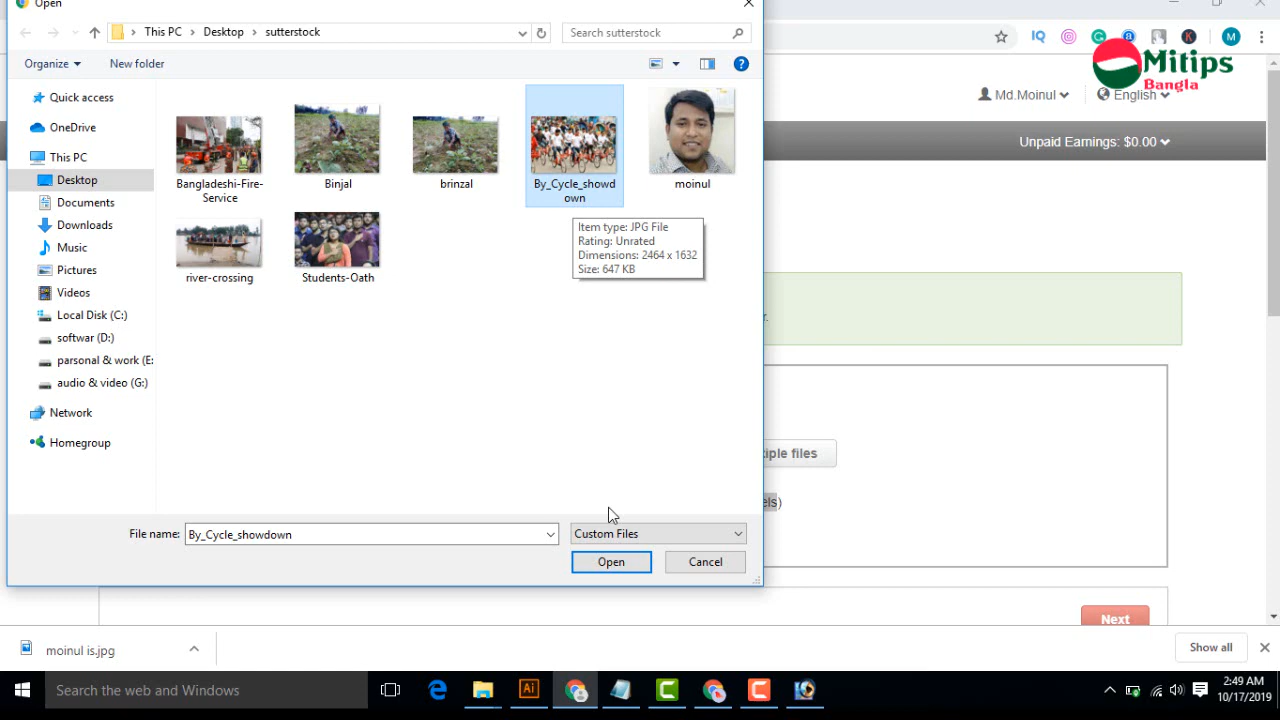 Open
This PC
Desktop
sutterstock
Search sutterstock
Organize
New folder
Mitips
Bangla
Md.Moinul
English
Unpaid Earnings: $0.00
Quick access
OneDrive
This PC
Desktop
Documents
Downloads
Music
Pictures
Videos
Local Disk (C:)
softwar (D:)
parsonal & work (E:
audio & video (G:)
Network
Homegroup
Bangladeshi-Fire-
Service
Binjal
brinzal
By_Cycle_showd
own
moinul
river-crossing
Students-Oath
Item type: JPG File
Rating: Unrated
Dimensions: 2464 x 1632
Size: 647 KB
r.
iple files
els)
File name:
By_Cycle_showdown
Custom Files
Open
Cancel
Next
moinul is.jpg
Show all
Search the web and Windows
2:49 AM
10/17/2019
IQ
M
K
Ai